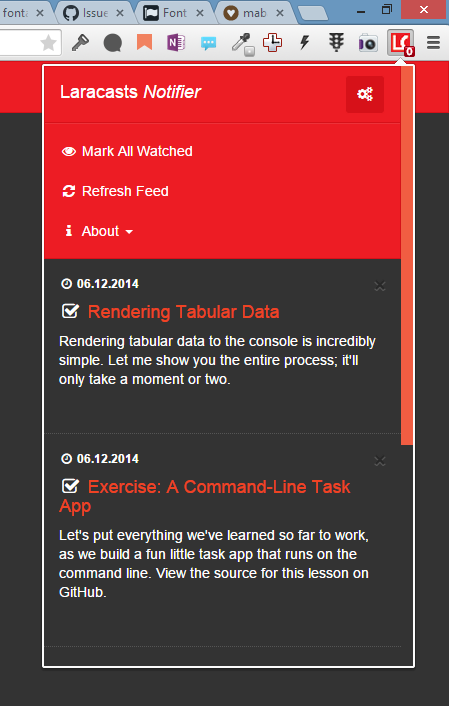 fonta
Issue
Font
mab
LC
0
Laracasts Notifier
Mark All Watched
Refresh Feed
About
06.12.2014
Rendering Tabular Data
Rendering tabular data to the console is incredibly
simple. Let me show you the entire process; it'll
only take a moment or two.
06.12.2014
Exercise: A Command-Line Task
App
Let's put everything we've learned so far to work,
as we build a fun little task app that runs on the
command line. View the source for this lesson on
GitHub.